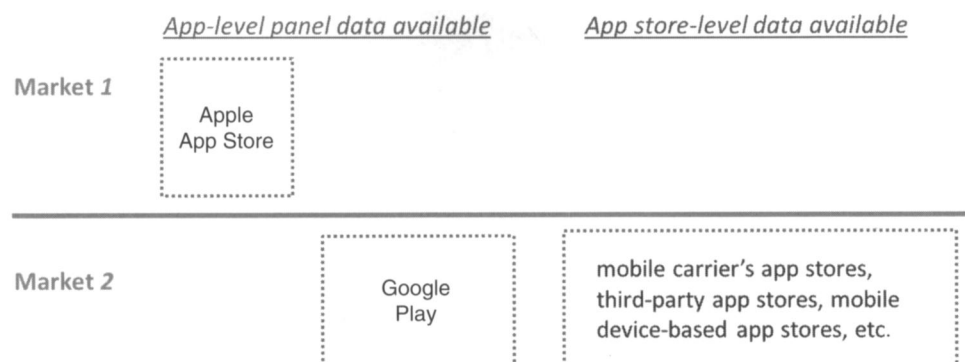 App-level panel data available App store-level data available
Market 1
Apple
App Store
Market 2
Google
Play
mobile carrier's app stores,
third-party app stores, mobile
device-based app stores, etc.